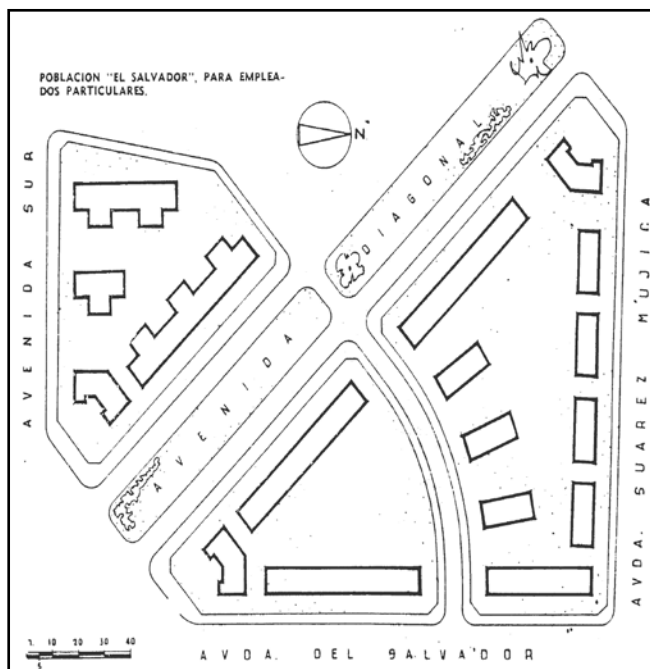 POBLACION "EL SALVADOR", PARA EMPLEA-
DOS PARTICULARES.
N.
AVENIDA SUR
AVENIDA DIAGONAL
AVDA. SUAREZ MUJICA
AVDA. DEL SALVADOR
10 20 30 40
5